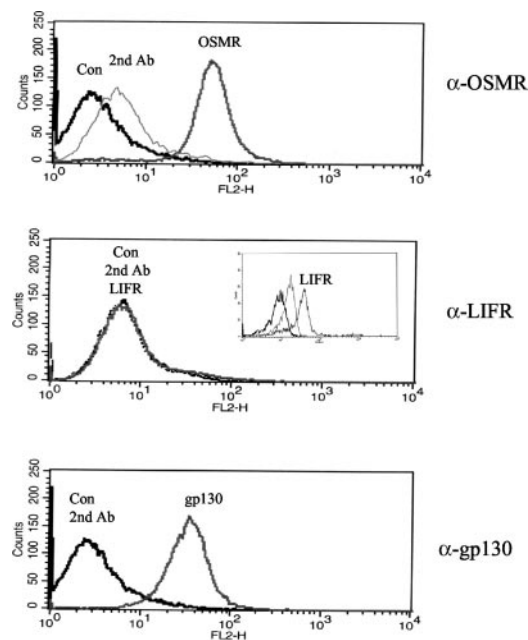 Con
2nd Ab
OSMR
α-OSMR
Counts
0 50 100 150 200 250
10⁰ 10¹ 10² 10³ 10⁴
FL2-H
Con
2nd Ab
LIFR
LIFR
α-LIFR
Counts
0 50 100 150 200 250
10⁰ 10¹ 10² 10³ 10⁴
FL2-H
Con
2nd Ab
gp130
α-gp130
Counts
0 50 100 150 200 250
10⁰ 10¹ 10² 10³ 10⁴
FL2-H